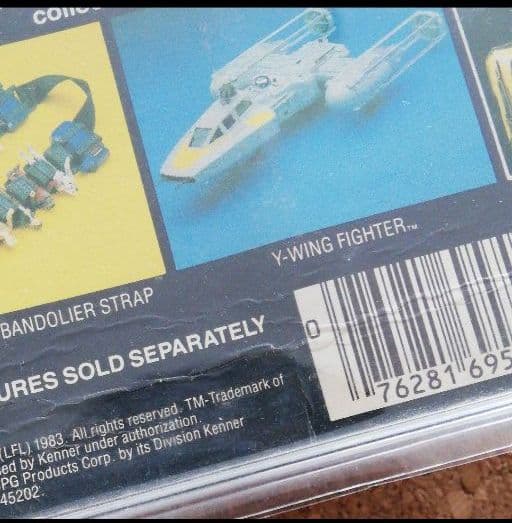 collec
Y-WING FIGHTER™
BANDOLIER STRAP
URES SOLD SEPARATELY
0 76281 695
(LFL) 1983. All rights reserved. TM-Trademark of
sed by Kenner under authorization.
PG Products Corp. by its Division Kenner
45202.